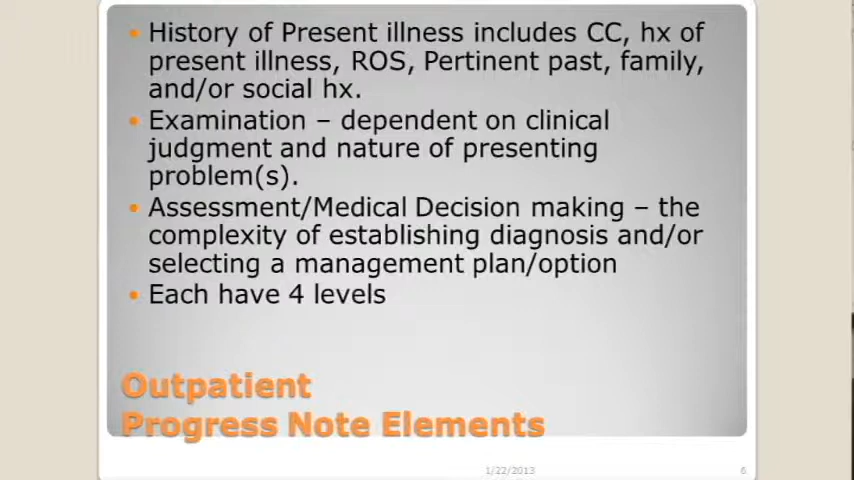 • History of Present illness includes CC, hx of
present illness, ROS, Pertinent past, family,
and/or social hx.
• Examination – dependent on clinical
judgment and nature of presenting
problem(s).
• Assessment/Medical Decision making – the
complexity of establishing diagnosis and/or
selecting a management plan/option
• Each have 4 levels
Outpatient
Progress Note Elements
1/22/2013 6